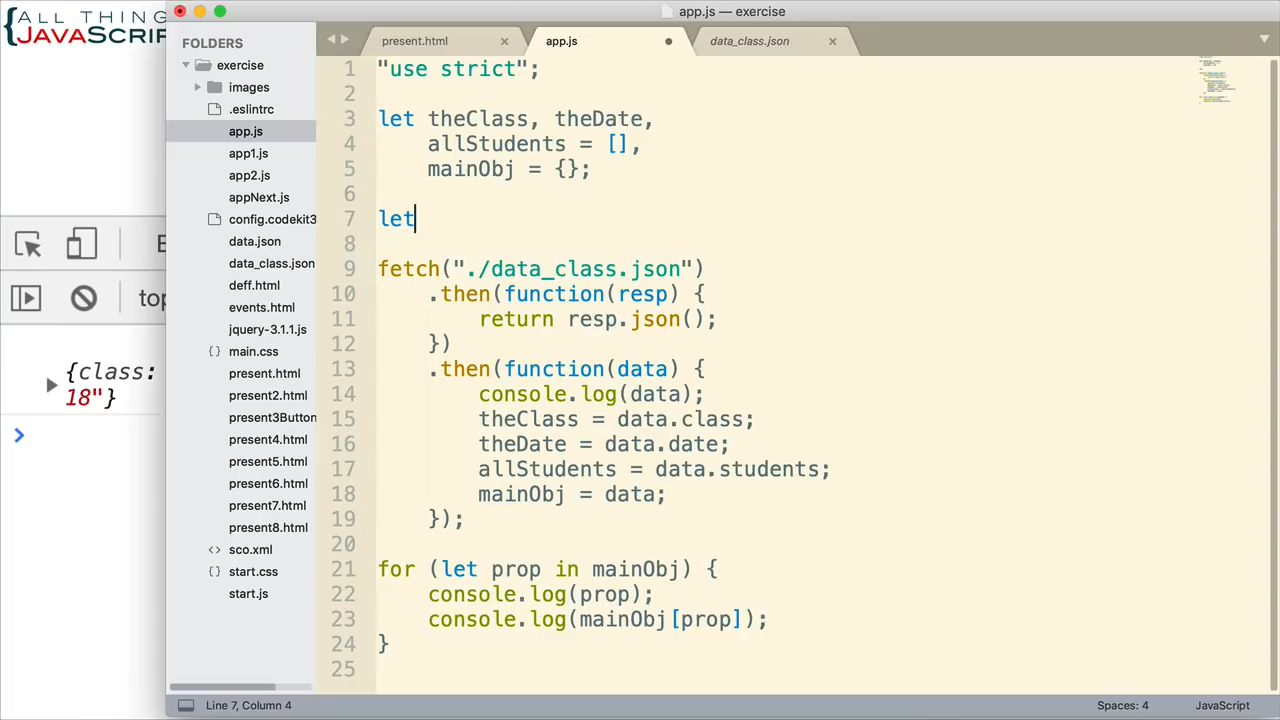 ALL THING
{JAVASCRIP
E
top
{class:
18"}
app.js — exercise
FOLDERS
exercise
images
.eslintrc
app.js
app1.js
app2.js
appNext.js
config.codekit3
data.json
data_class.json
deff.html
events.html
jquery-3.1.1.js
main.css
present.html
present2.html
present3Button
present4.html
present5.html
present6.html
present7.html
present8.html
sco.xml
start.css
start.js
present.html
app.js
data_class.json
1 "use strict";
2
3 let theClass, theDate,
4 allStudents = [],
5 mainObj = {};
6
7 let
8
9 fetch("./data_class.json")
10 .then(function(resp) {
11 return resp.json();
12 })
13 .then(function(data) {
14 console.log(data);
15 theClass = data.class;
16 theDate = data.date;
17 allStudents = data.students;
18 mainObj = data;
19 });
20
21 for (let prop in mainObj) {
22 console.log(prop);
23 console.log(mainObj[prop]);
24 }
25
Line 7, Column 4
Spaces: 4
JavaScript